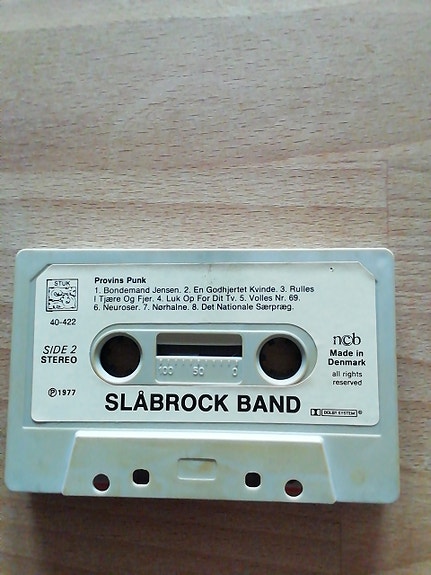 STUK
Provins Punk
1. Bondemand Jensen. 2. En Godhjertet Kvinde. 3. Rulles
I Tjære Og Fjer. 4. Luk Op For Dit Tv. 5. Volles Nr. 69.
6. Neuroser. 7. Nørhalne. 8. Det Nationale Særpræg.
40-422
SIDE 2
STEREO
ncb
Made in
Denmark
all rights
reserved
100 50 0
℗1977
SLÅBROCK BAND
DOLBY SYSTEM ®